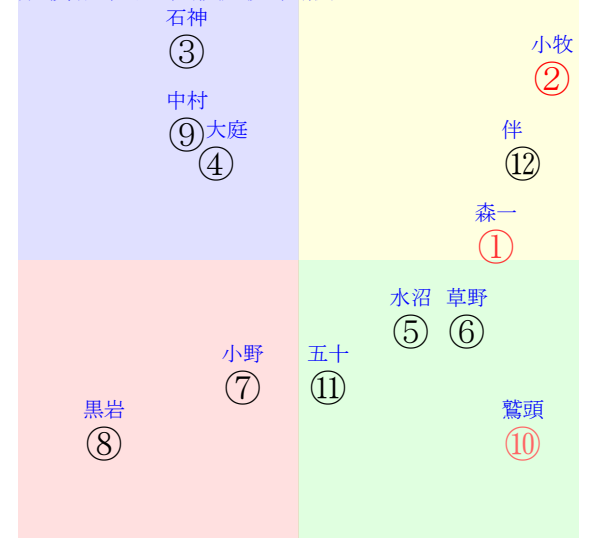 石神
③
小牧
②
中村
⑨
大庭
④
伴
⑫
森一
①
水沼
⑤
草野
⑥
小野
⑦
五十
⑪
黒岩
⑧
鷲頭
⑩